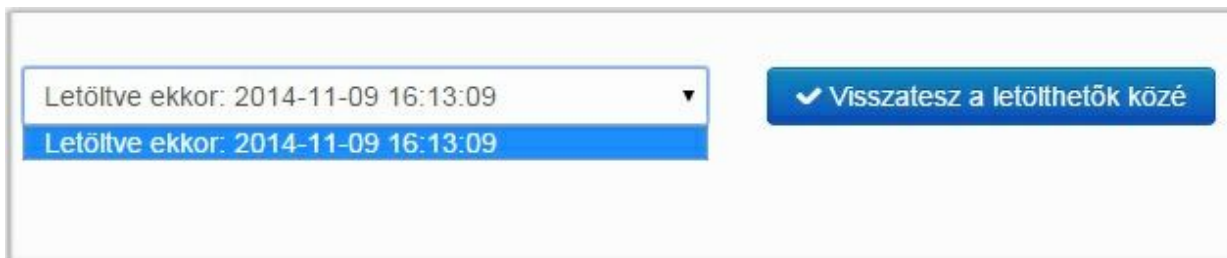 Letöltve ekkor: 2014-11-09 16:13:09
Visszatesz a letölthetők közé
Letöltve ekkor: 2014-11-09 16:13:09